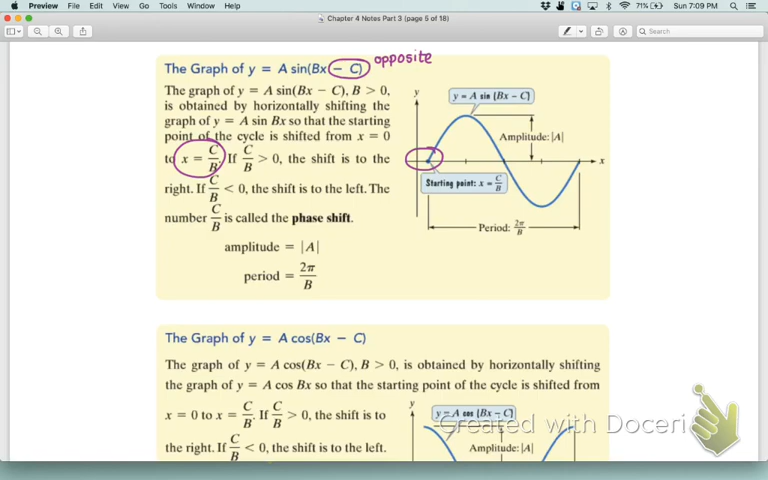 Preview File Edit View Go Tools Window Help
71% Sun 7:09 PM
Chapter 4 Notes Part 3 (page 5 of 18)
Search
The Graph of y = A sin(Bx − C) opposite
The graph of y = A sin(Bx − C), B > 0,
is obtained by horizontally shifting the
graph of y = A sin Bx so that the starting
point of the cycle is shifted from x = 0
to x = C/B. If C/B > 0, the shift is to the
right. If C/B < 0, the shift is to the left. The
number C/B is called the phase shift.
amplitude = |A|
period = 2π/B
y
y = A sin (Bx − C)
Amplitude: |A|
x
Starting point: x = C/B
Period: 2π/B
The Graph of y = A cos(Bx − C)
The graph of y = A cos(Bx − C), B > 0, is obtained by horizontally shifting
the graph of y = A cos Bx so that the starting point of the cycle is shifted from
x = 0 to x = C/B. If C/B > 0, the shift is to
the right. If C/B < 0, the shift is to the left.
y
y = A cos (Bx − C)
Amplitude: |A|
Created with Doceri